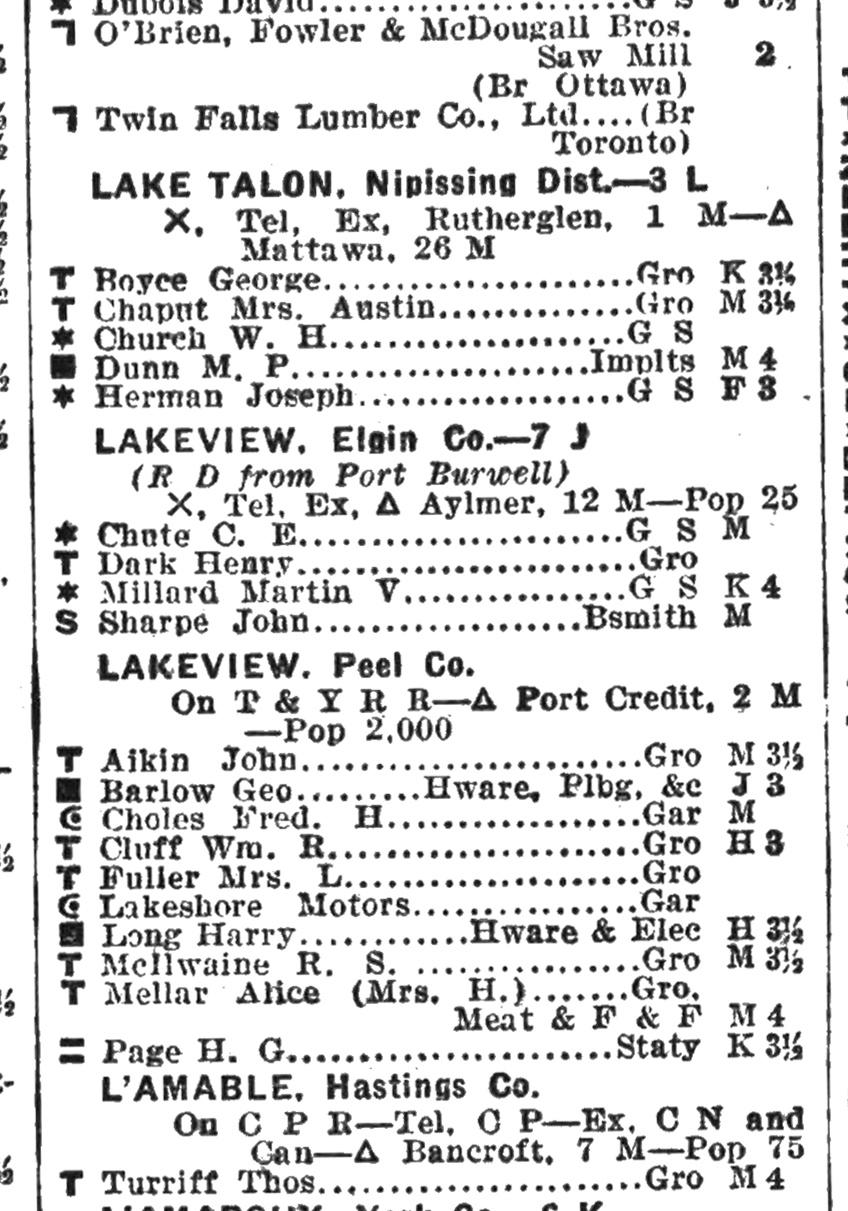 * Dubois David....................G S J 3½
ㄱ O'Brien, Fowler & McDougall Bros.
Saw Mill 2
(Br Ottawa)
ㄱ Twin Falls Lumber Co., Ltd....(Br
Toronto)
LAKE TALON, Nipissing Dist.—3 L
X, Tel, Ex, Rutherglen, 1 M—Δ
Mattawa, 26 M
T Boyce George......................Gro K 3½
T Chaput Mrs. Austin..............Gro M 3½
* Church W. H.....................G S
■ Dunn M. P.....................Implts M 4
* Herman Joseph...................G S F 3
LAKEVIEW, Elgin Co.—7 J
(R D from Port Burwell)
X, Tel, Ex, Δ Aylmer, 12 M—Pop 25
* Chute C. E.......................G S M
T Dark Henry........................Gro
* Millard Martin V................G S K 4
S Sharpe John...................Bsmith M
LAKEVIEW, Peel Co.
On T & Y R R—Δ Port Credit, 2 M
—Pop 2,000
T Aikin John........................Gro M 3½
■ Barlow Geo.........Hware, Plbg, &c J 3
Choles Fred. H..................Gar M
T Cluff Wm. R......................Gro H 3
T Fuller Mrs. L.....................Gro
Lakeshore Motors................Gar
Long Harry............Hware & Elec H 3½
T McIlwaine R. S. ................Gro M 3½
T Mellar Alice (Mrs. H.).......Gro,
Meat & F & F M 4
= Page H. G.......................Staty K 3½
L'AMABLE, Hastings Co.
On C P R—Tel, C P—Ex, C N and
Can—Δ Bancroft, 7 M—Pop 75
T Turriff Thos.......................Gro M 4